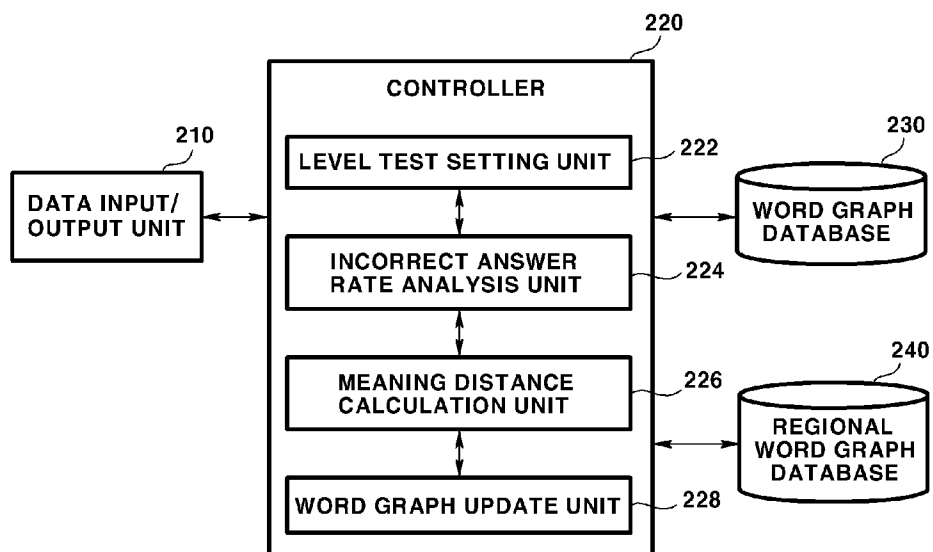 220
CONTROLLER
210
DATA INPUT/
OUTPUT UNIT
LEVEL TEST SETTING UNIT
222
INCORRECT ANSWER
RATE ANALYSIS UNIT
224
MEANING DISTANCE
CALCULATION UNIT
226
WORD GRAPH UPDATE UNIT
228
230
WORD GRAPH
DATABASE
240
REGIONAL
WORD GRAPH
DATABASE